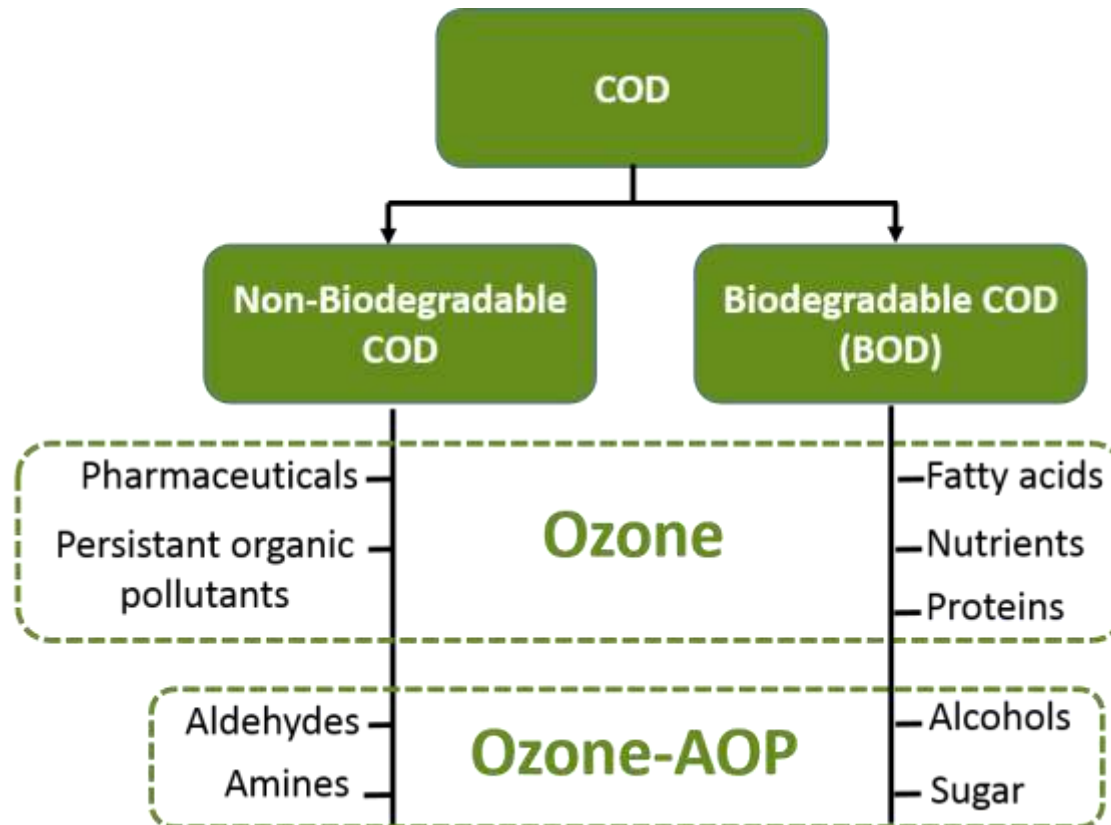 COD
Non-Biodegradable
COD
Biodegradable COD
(BOD)
Pharmaceuticals
Persistant organic
pollutants
Ozone
Fatty acids
Nutrients
Proteins
Aldehydes
Amines
Ozone-AOP
Alcohols
Sugar